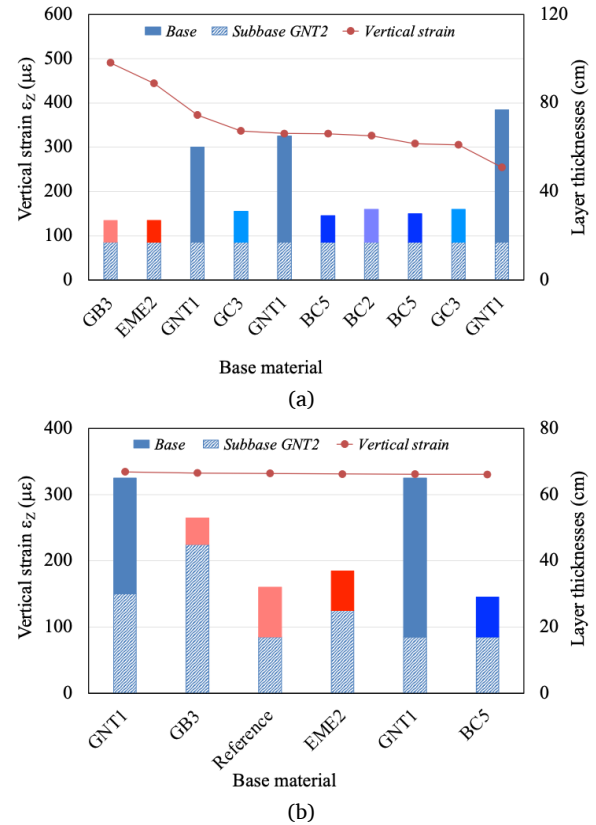 (a)
600
500
400
300
200
100
0
Vertical strain εZ (με)
Base
Subbase GNT2
Vertical strain
120
80
40
0
Layer thicknesses (cm)
GB3
EME2
GNT1
GC3
GNT1
BC5
BC2
BC5
GC3
GNT1
Base material
(a)
400
300
200
100
0
Vertical strain εZ (με)
Base
Subbase GNT2
Vertical strain
80
60
40
20
0
Layer thicknesses (cm)
GNT1
GB3
Reference
EME2
GNT1
BC5
Base material
(b)